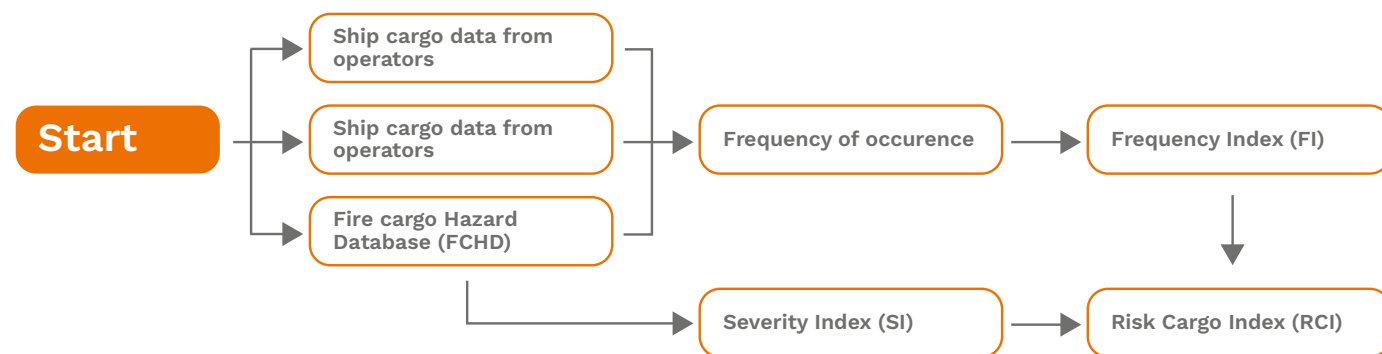 Start
Ship cargo data from
operators
Ship cargo data from
operators
Fire cargo Hazard
Database (FCHD)
Frequency of occurence
Frequency Index (FI)
Severity Index (SI)
Risk Cargo Index (RCI)